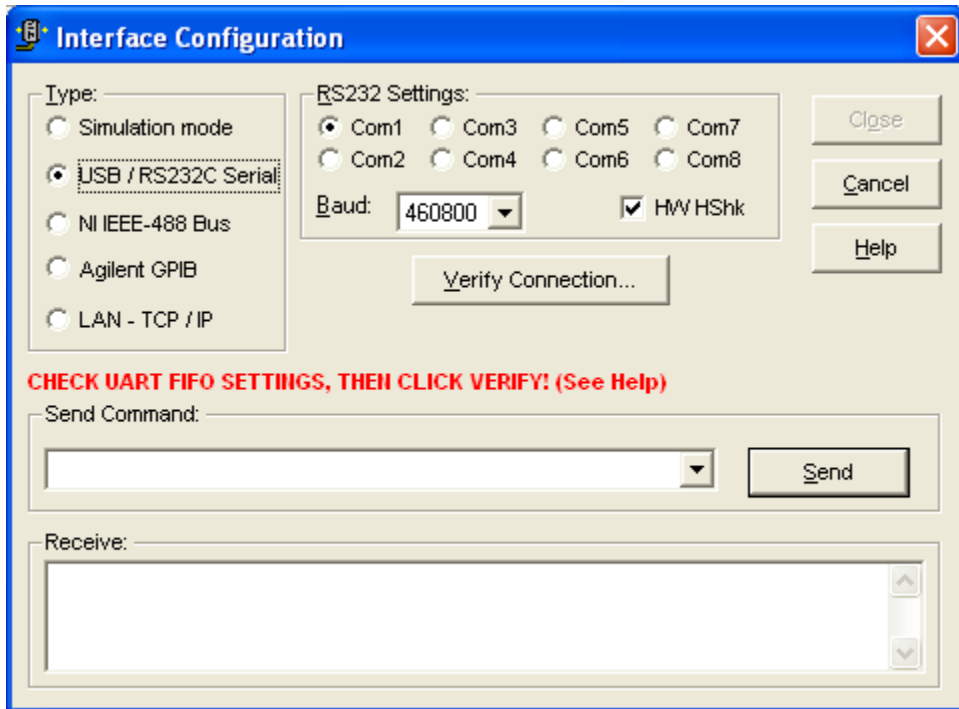 Interface Configuration
Type:
Simulation mode
USB / RS232C Serial
NI IEEE-488 Bus
Agilent GPIB
LAN - TCP / IP
RS232 Settings:
Com1 Com3 Com5 Com7
Com2 Com4 Com6 Com8
Baud: 460800 HW HShk
Verify Connection...
Close
Cancel
Help
CHECK UART FIFO SETTINGS, THEN CLICK VERIFY! (See Help)
Send Command:
Send
Receive: